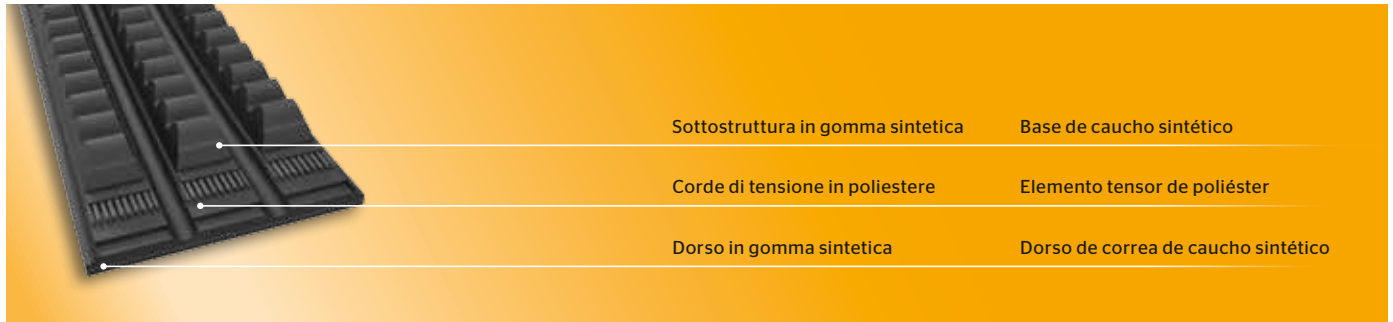 Sottostruttura in gomma sintetica Base de caucho sintético
Corde di tensione in poliestere Elemento tensor de poliéster
Dorso in gomma sintetica Dorso de correa de caucho sintético